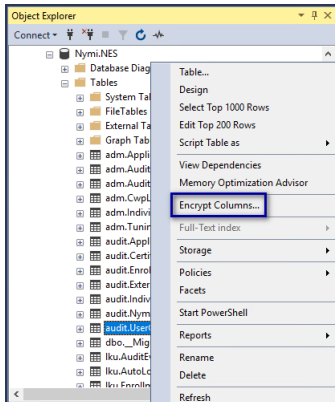 Object Explorer
Connect
Nymi.NES
Database Diag
Tables
System Tal
FileTables
External Ta
Graph Tab
adm.Appli
adm.Audit
adm.Audit
adm.CwpL
adm.Indivi
adm.Tunin
audit.Appl
audit.Certi
audit.Enrol
audit.Exter
audit.Indiv
audit.Nym
audit.User
dbo.__Mig
lku.AuditE
lku.AutoLo
lku.Enrollm
Table...
Design
Select Top 1000 Rows
Edit Top 200 Rows
Script Table as
View Dependencies
Memory Optimization Advisor
Encrypt Columns...
Full-Text index
Storage
Policies
Facets
Start PowerShell
Reports
Rename
Delete
Refresh